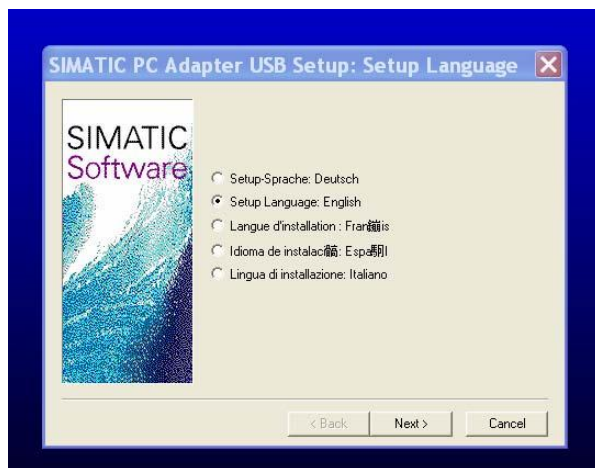 SIMATIC PC Adapter USB Setup: Setup Language
SIMATIC
Software
Setup-Sprache: Deutsch
Setup Language: English
Langue d'installation : 
Idioma de 
Lingua di installazione: Italiano
< Back
Next >
Cancel